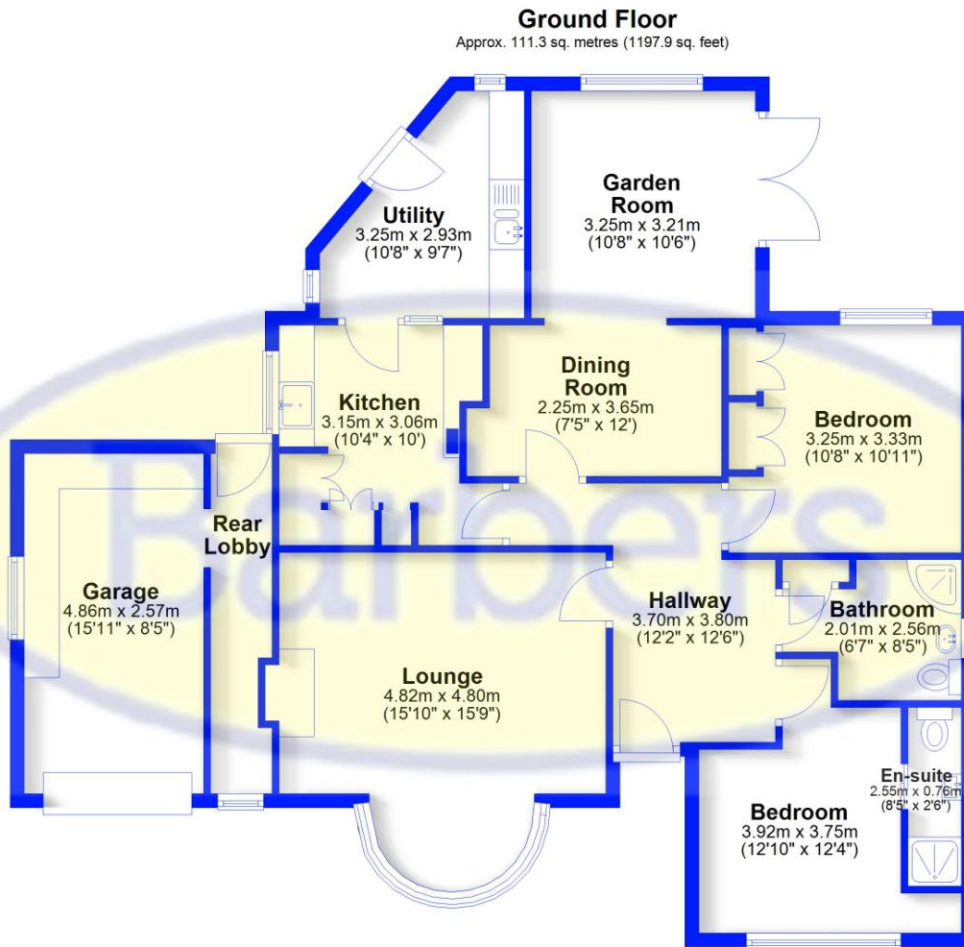 Ground Floor
Approx. 111.3 sq. metres (1197.9 sq. feet)
Utility
3.25m x 2.93m
(10'8" x 9'7")
Garden
Room
3.25m x 3.21m
(10'8" x 10'6")
Kitchen
3.15m x 3.06m
(10'4" x 10')
Dining
Room
2.25m x 3.65m
(7'5" x 12')
Bedroom
3.25m x 3.33m
(10'8" x 10'11")
Rear
Lobby
Garage
4.86m x 2.57m
(15'11" x 8'5")
Barbers
Hallway
3.70m x 3.80m
(12'2" x 12'6")
Bathroom
2.01m x 2.56m
(6'7" x 8'5")
Lounge
4.82m x 4.80m
(15'10" x 15'9")
En-suite
2.55m x 0.76m
(8'5" x 2'6")
Bedroom
3.92m x 3.75m
(12'10" x 12'4")